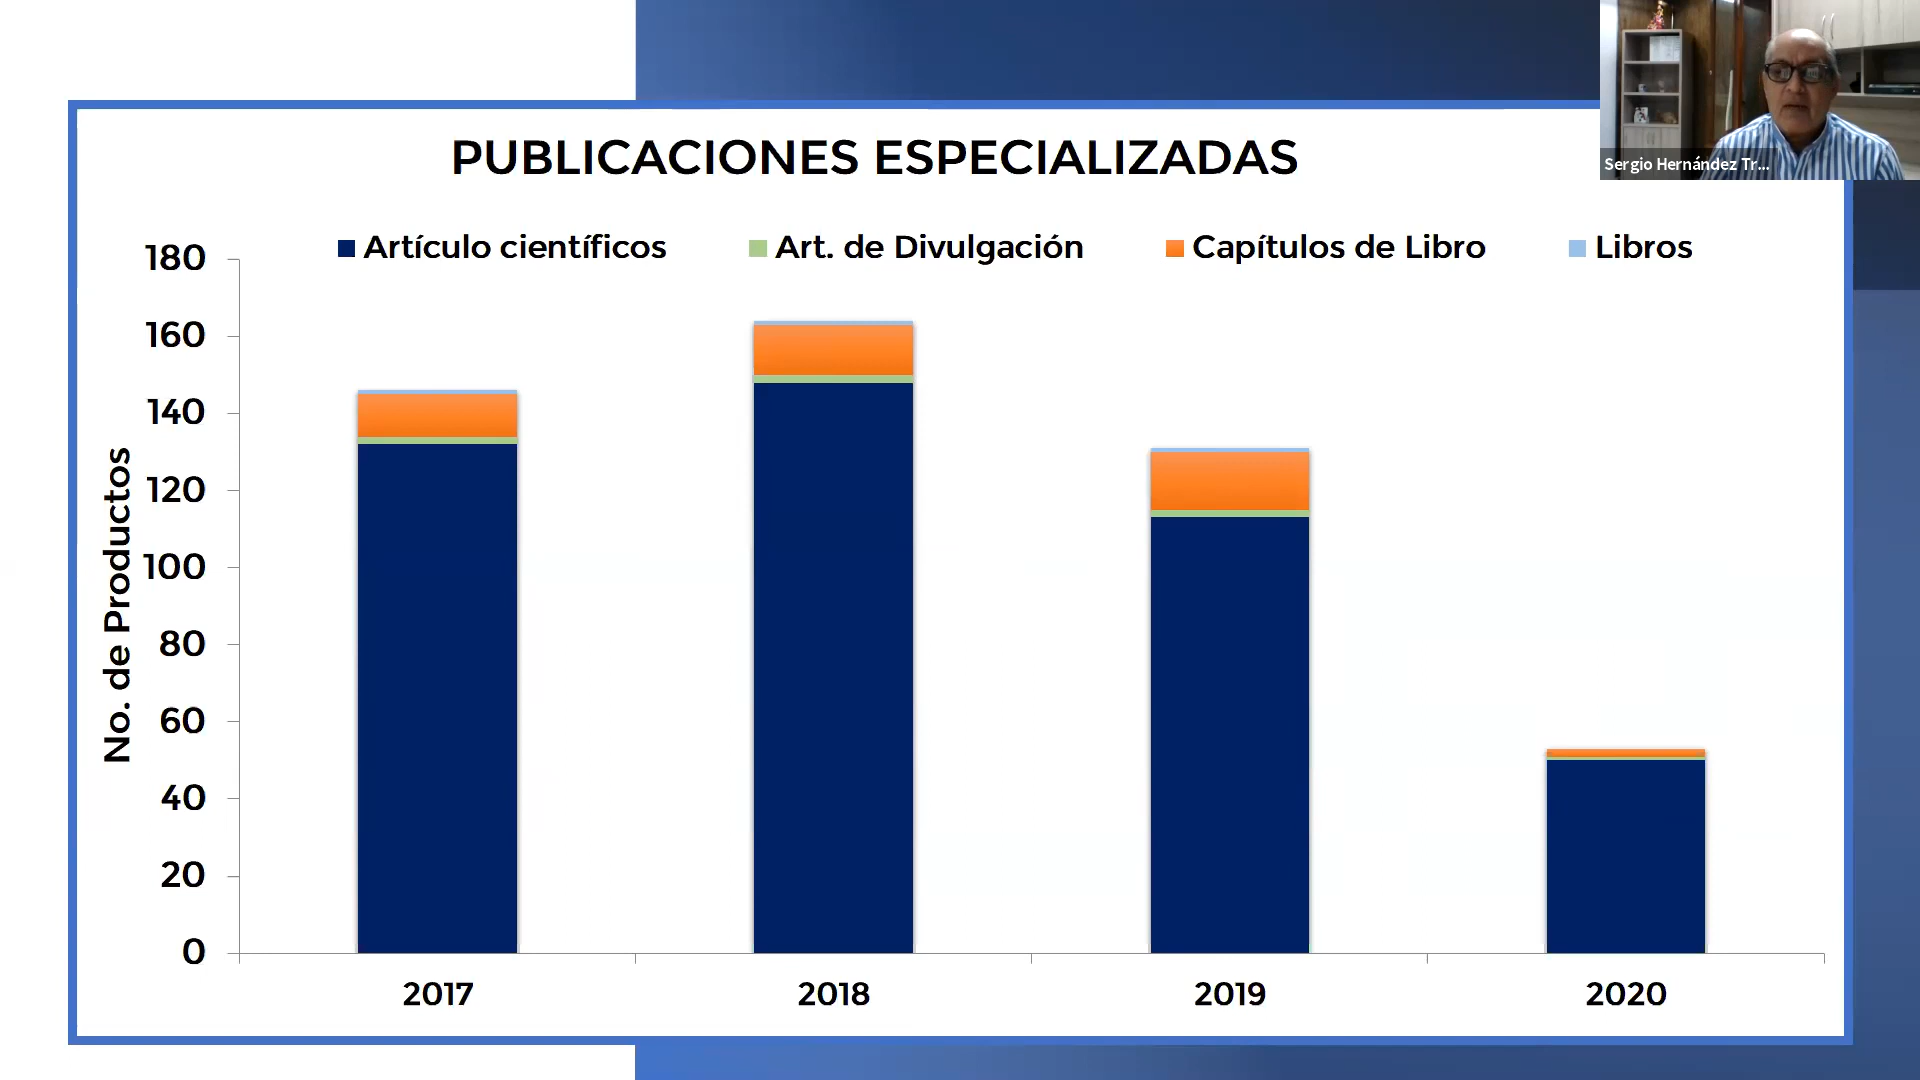 PUBLICACIONES ESPECIALIZADAS
Sergio Hernández Tr...
Artículo científicos
Art. de Divulgación
Capítulos de Libro
Libros
No. de Productos
180
160
140
120
100
80
60
40
20
0
2017
2018
2019
2020